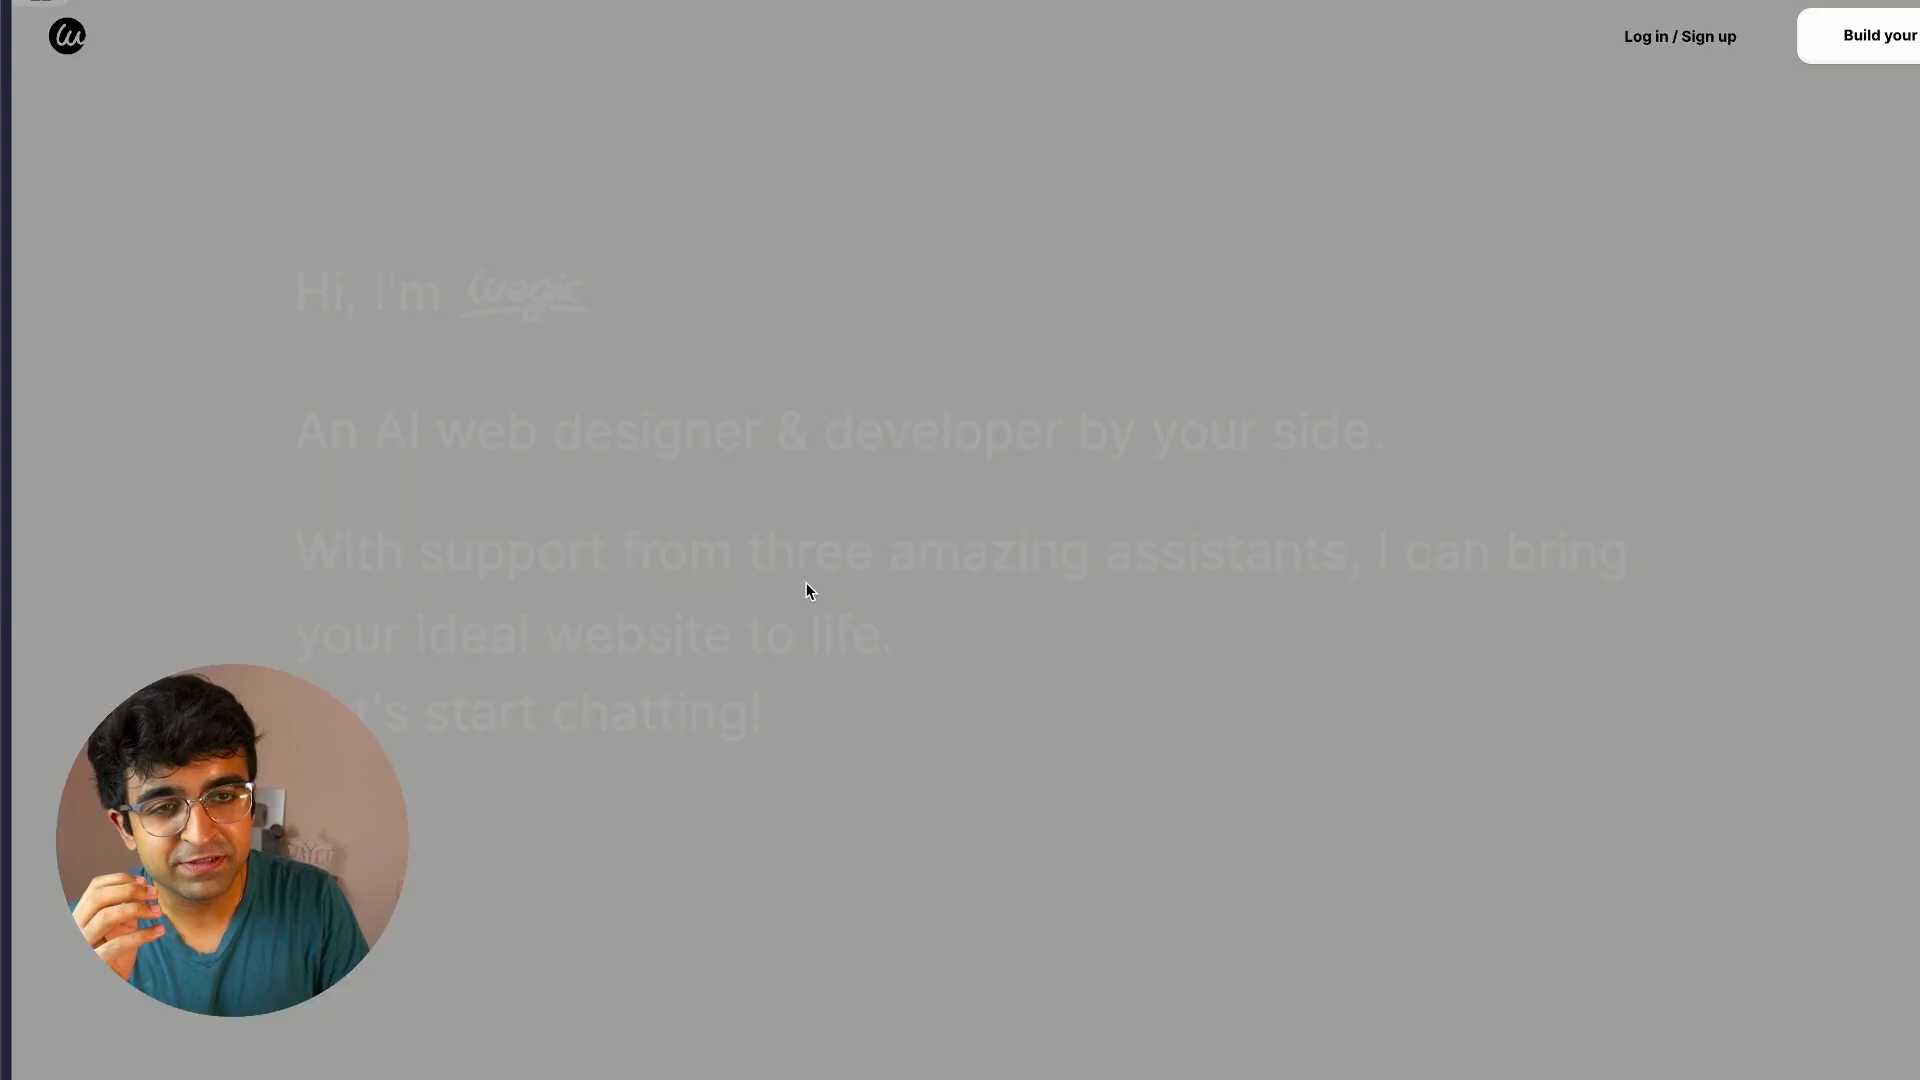 Log in / Sign up
Build your
Hi, I'm wegic
An AI web designer & developer by your side.
With support from three amazing assistants, I can bring
your ideal website to life.
t's start chatting!